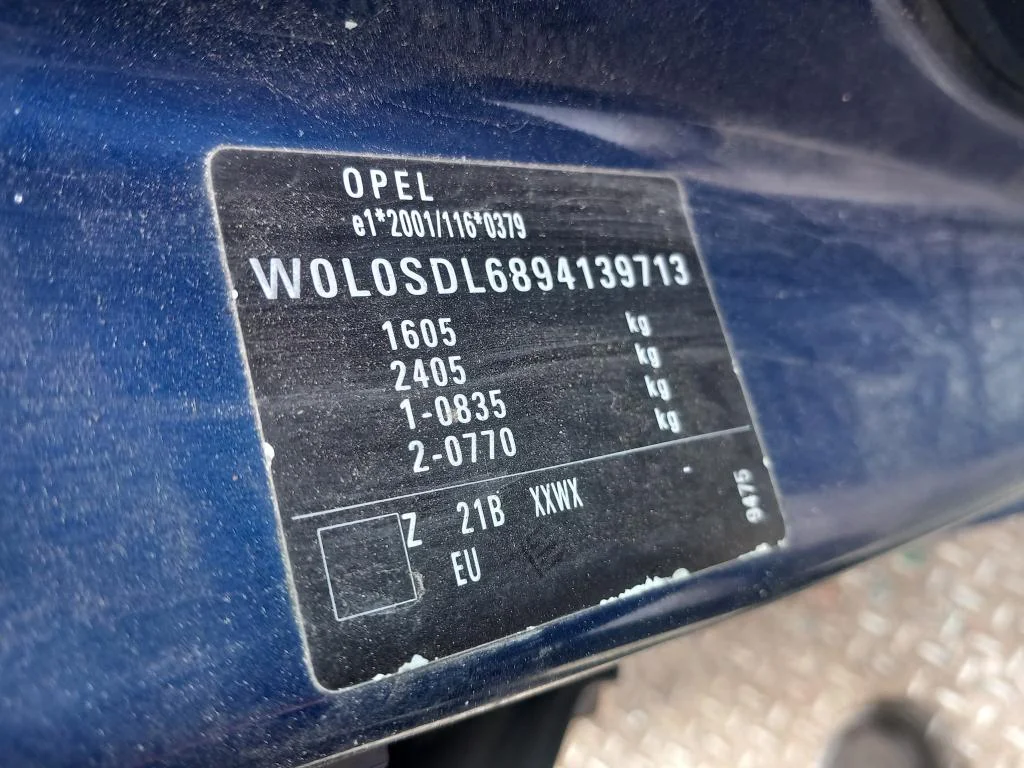 OPEL
e1*2001/116*0379
W0L0SDL6894139713
1605 kg
2405 kg
1-0835 kg
2-0770 kg
Z 21B XXWX
EU
9475